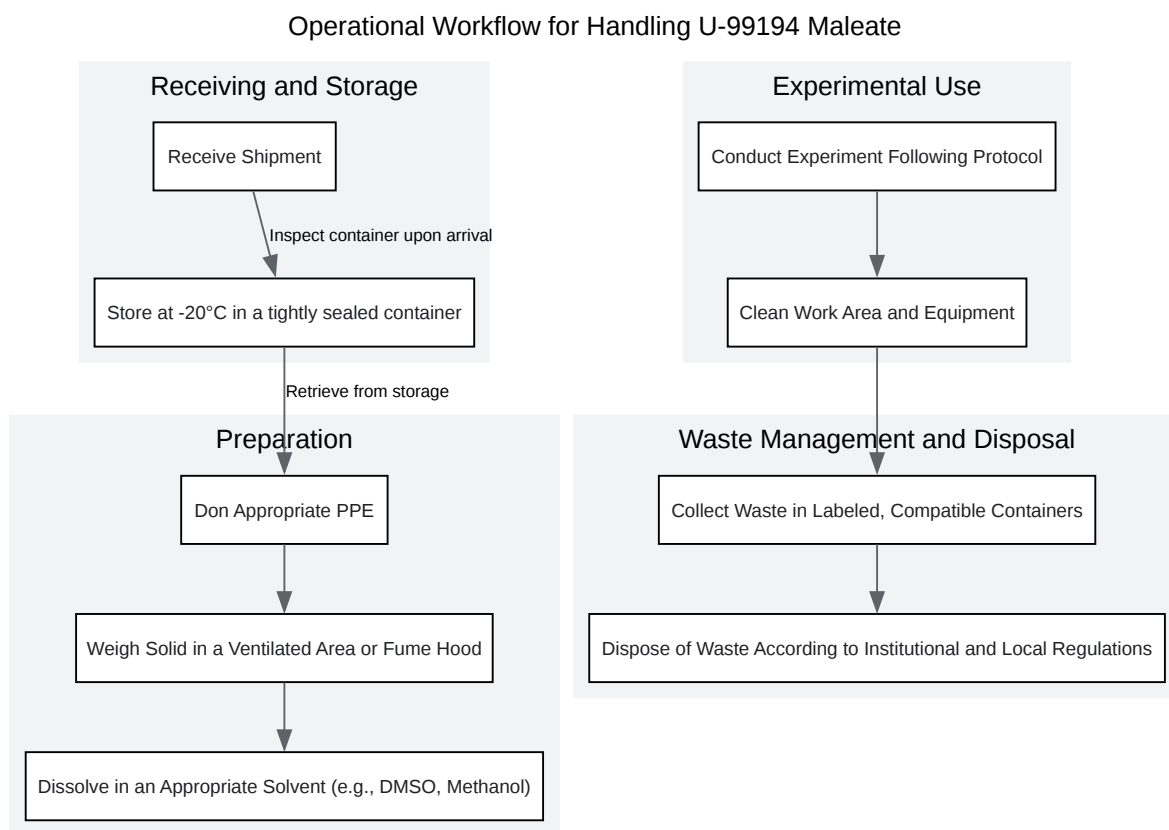 Operational Workflow for Handling U-99194 Maleate
Receiving and Storage
Receive Shipment
Inspect container upon arrival
Store at -20°C in a tightly sealed container
Retrieve from storage
Preparation
Don Appropriate PPE
Weigh Solid in a Ventilated Area or Fume Hood
Dissolve in an Appropriate Solvent (e.g., DMSO, Methanol)
Experimental Use
Conduct Experiment Following Protocol
Clean Work Area and Equipment
Waste Management and Disposal
Collect Waste in Labeled, Compatible Containers
Dispose of Waste According to Institutional and Local Regulations